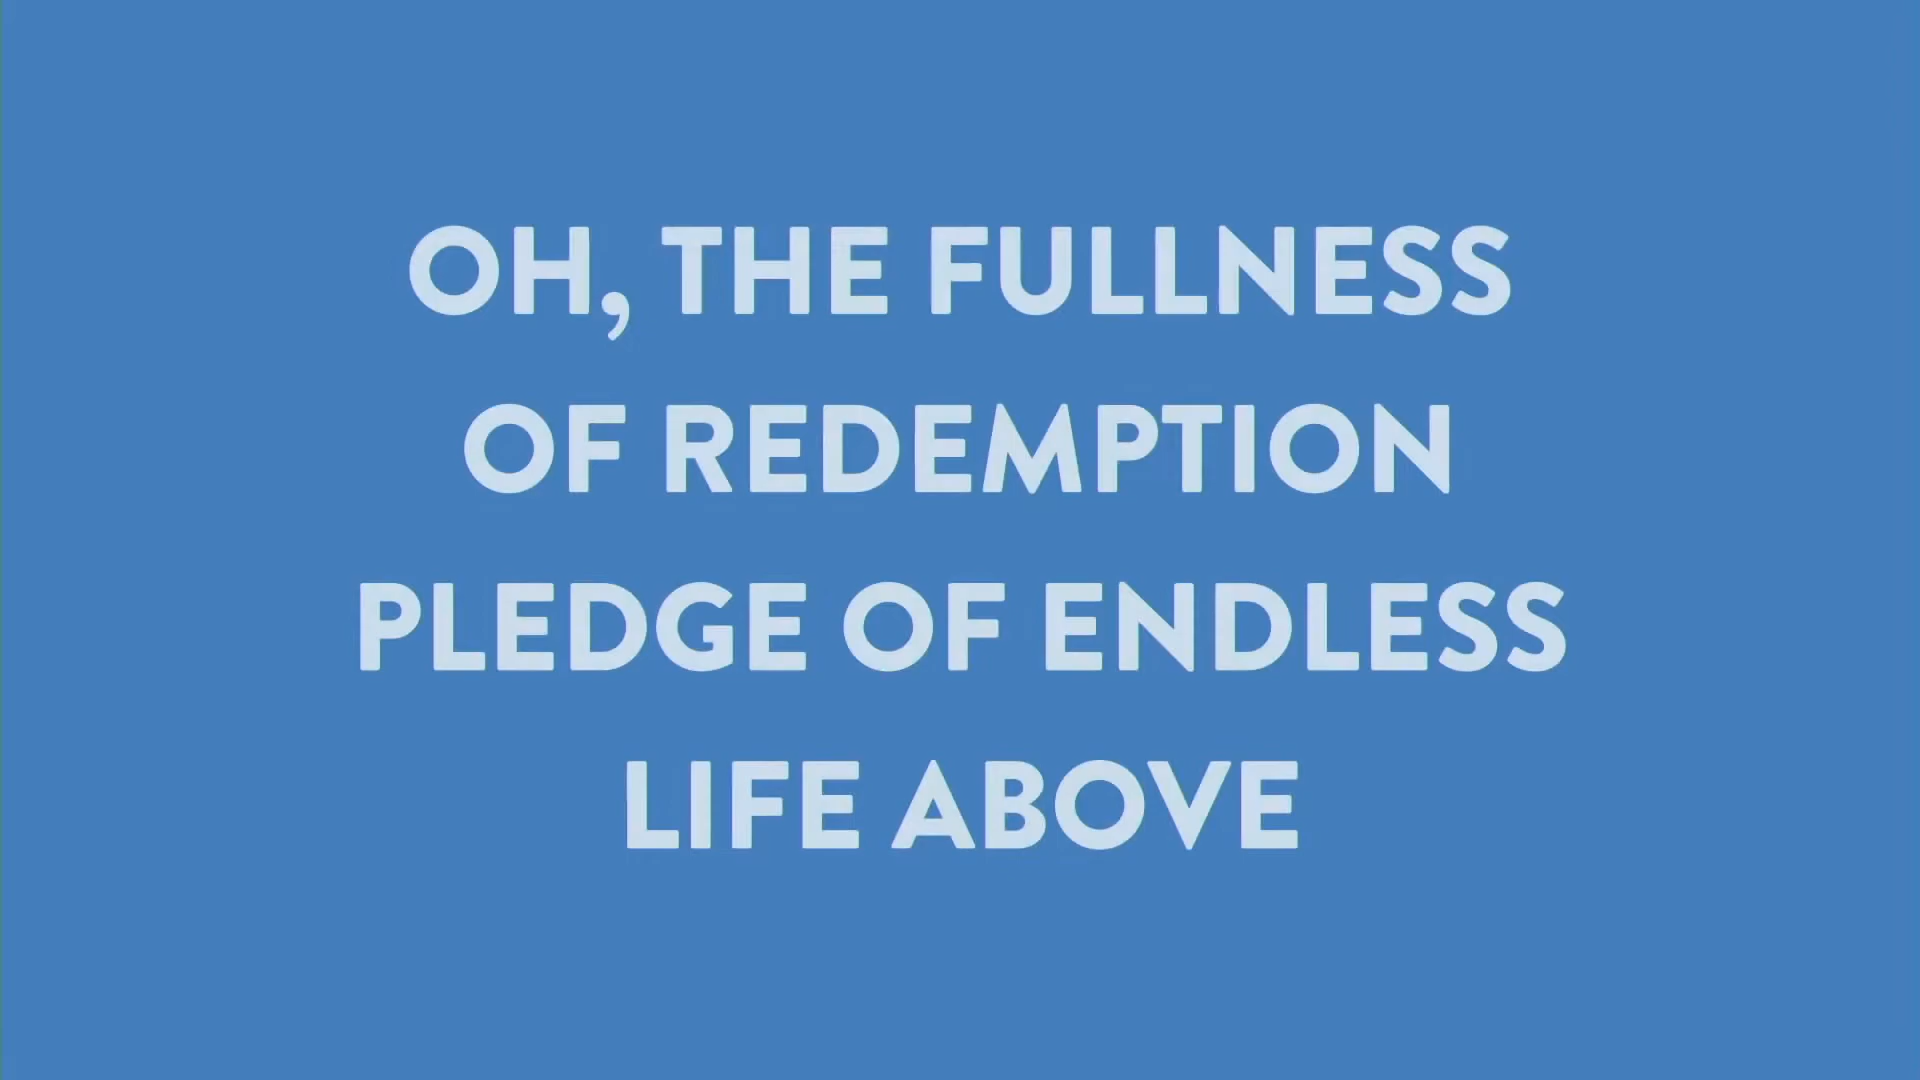 OH, THE FULLNESS
OF REDEMPTION
PLEDGE OF ENDLESS
LIFE ABOVE